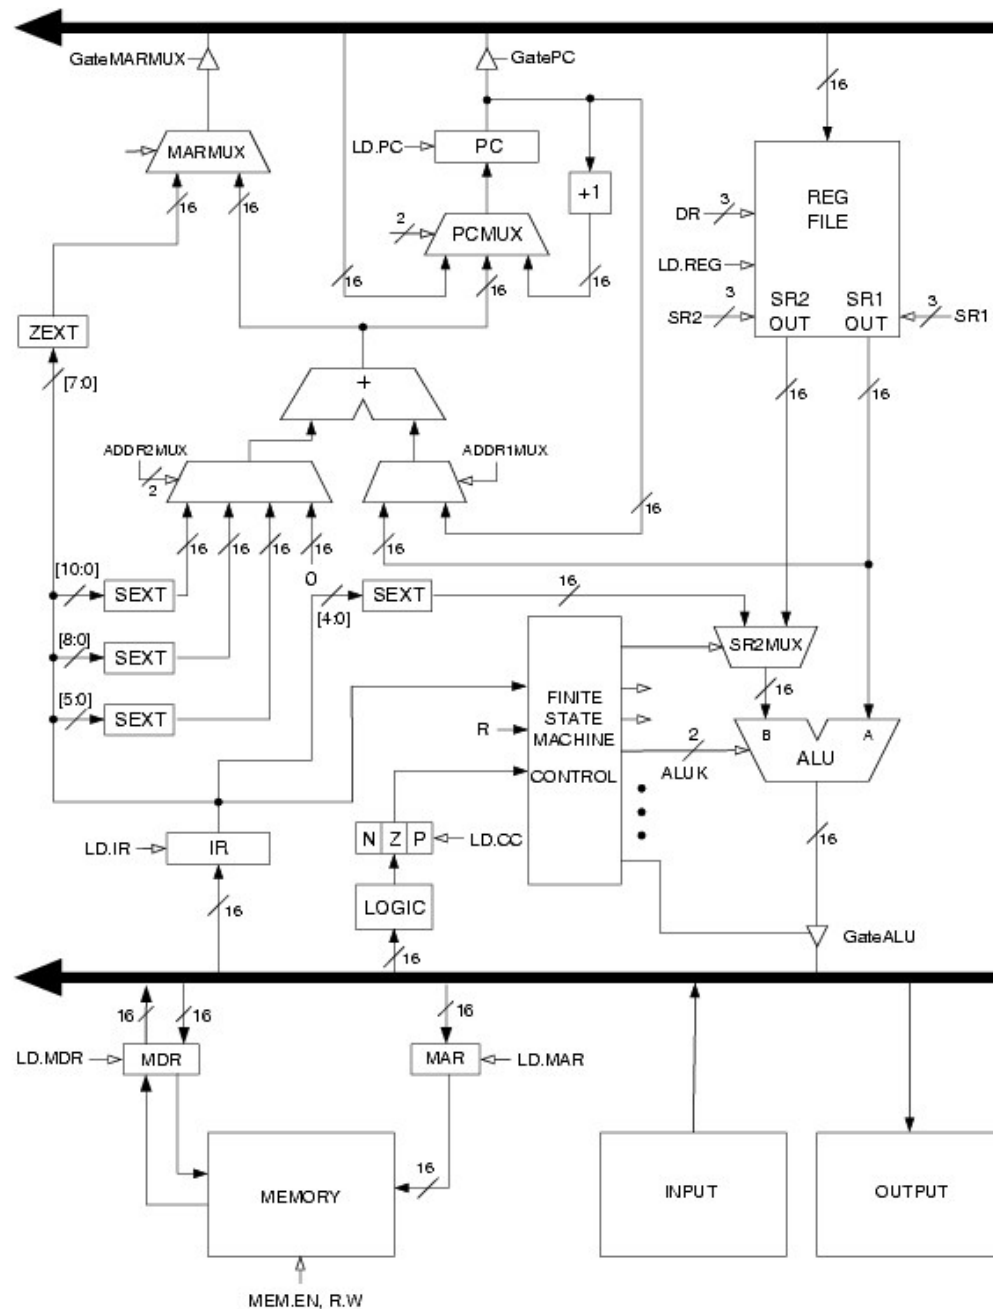 GateMARMUX
GatePC
16
MARMUX
LD.PC
PC
16
16
+1
REG
FILE
DR
3
2
PCMUX
LD.REG
16
16
16
SR2
3
SR2
OUT
SR1
OUT
3
SR1
ZEXT
[7:0]
+
16
16
ADDR2MUX
2
ADDR1MUX
16
16
16
16
16
16
[10:0]
SEXT
0
[4:0]
SEXT
16
[8:0]
SEXT
SR2MUX
16
[5:0]
SEXT
FINITE
STATE
MACHINE
CONTROL
R
B
A
ALU
2
ALUK
N Z P
LD.CC
LD.IR
IR
16
LOGIC
16
16
GateALU
16
16
16
LD.MDR
MDR
MAR
LD.MAR
16
MEMORY
INPUT
OUTPUT
MEM.EN, R.W